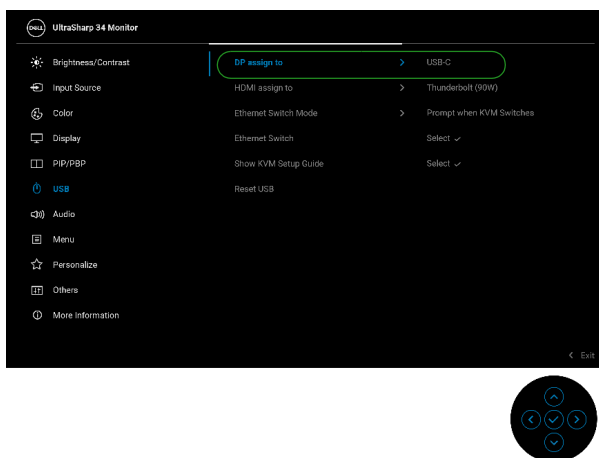 DELL UltraSharp 34 Monitor
Brightness/Contrast
Input Source
Color
Display
PIP/PBP
USB
Audio
Menu
Personalize
Others
More Information
DP assign to > USB-C
HDMI assign to > Thunderbolt (90W)
Ethernet Switch Mode > Prompt when KVM Switches
Ethernet Switch Select ✓
Show KVM Setup Guide Select ✓
Reset USB
< Exit